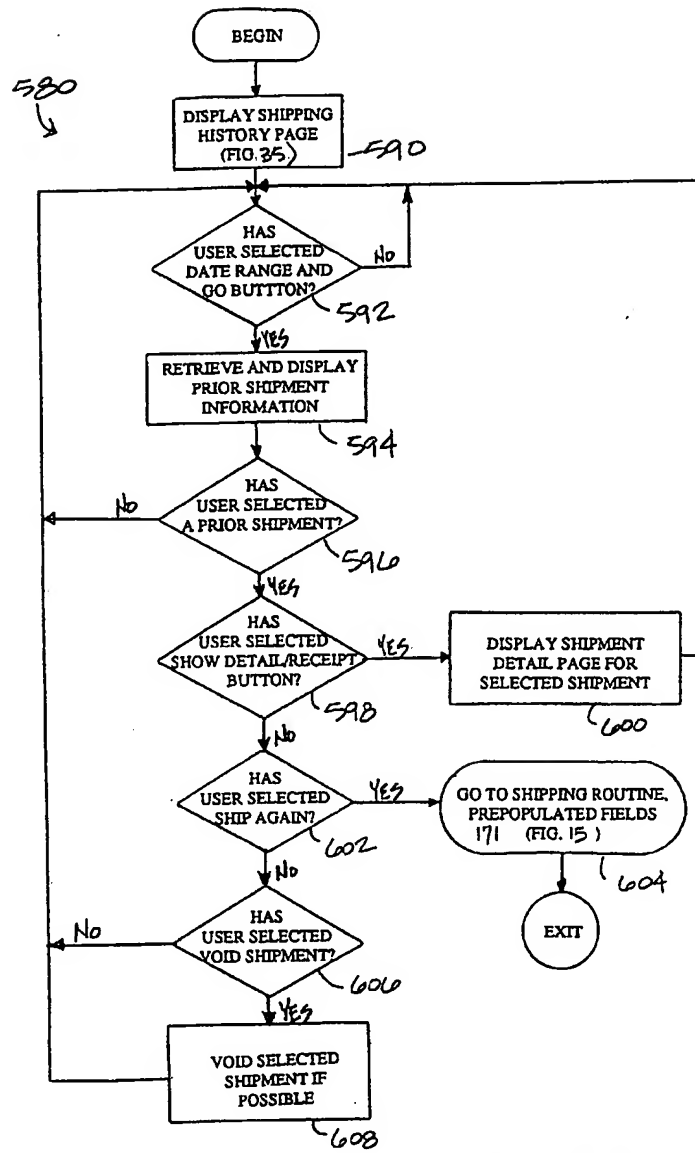 BEGIN
580
DISPLAY SHIPPING
HISTORY PAGE
(FIG. 35.)
590
HAS
USER SELECTED
DATE RANGE AND
GO BUTTTON?
NO
592
YES
RETRIEVE AND DISPLAY
PRIOR SHIPMENT
INFORMATION
594
HAS
USER SELECTED
A PRIOR SHIPMENT?
NO
596
YES
HAS
USER SELECTED
SHOW DETAIL/RECEIPT
BUTTON?
YES
598
DISPLAY SHIPMENT
DETAIL PAGE FOR
SELECTED SHIPMENT
600
NO
HAS
USER SELECTED
SHIP AGAIN?
YES
602
GO TO SHIPPING ROUTINE,
PREPOPULATED FIELDS
171 (FIG. 15)
604
NO
EXIT
HAS
USER SELECTED
VOID SHIPMENT?
NO
606
YES
VOID SELECTED
SHIPMENT IF
POSSIBLE
608